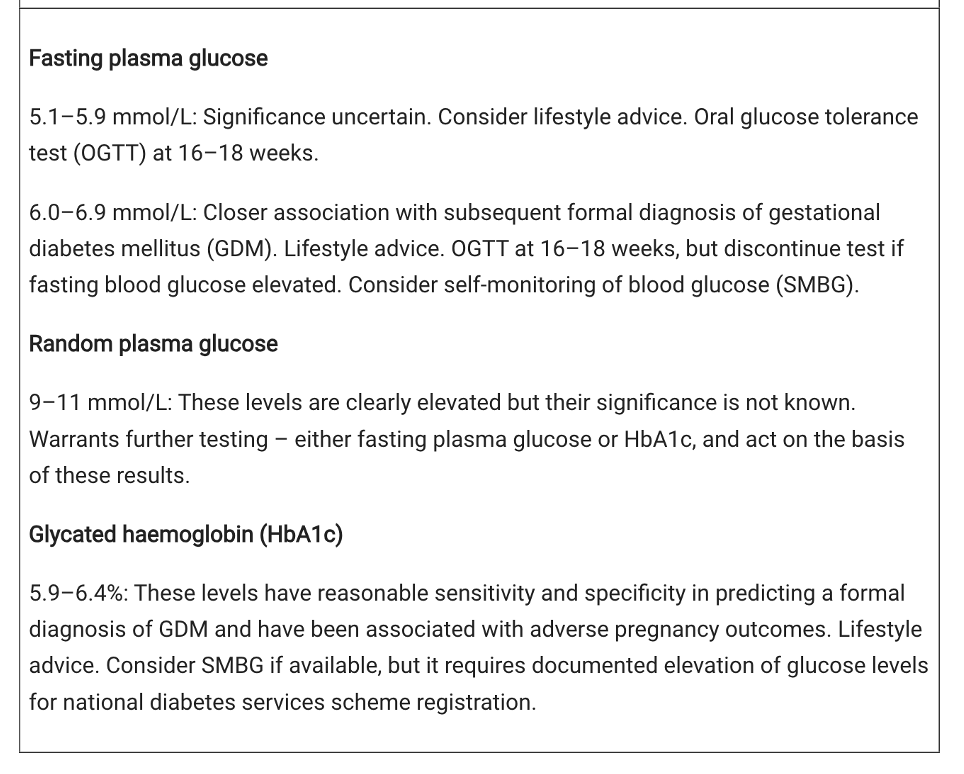 Fasting plasma glucose
5.1–5.9 mmol/L: Significance uncertain. Consider lifestyle advice. Oral glucose tolerance
test (OGTT) at 16–18 weeks.
6.0–6.9 mmol/L: Closer association with subsequent formal diagnosis of gestational
diabetes mellitus (GDM). Lifestyle advice. OGTT at 16–18 weeks, but discontinue test if
fasting blood glucose elevated. Consider self-monitoring of blood glucose (SMBG).
Random plasma glucose
9–11 mmol/L: These levels are clearly elevated but their significance is not known.
Warrants further testing – either fasting plasma glucose or HbA1c, and act on the basis
of these results.
Glycated haemoglobin (HbA1c)
5.9–6.4%: These levels have reasonable sensitivity and specificity in predicting a formal
diagnosis of GDM and have been associated with adverse pregnancy outcomes. Lifestyle
advice. Consider SMBG if available, but it requires documented elevation of glucose levels
for national diabetes services scheme registration.